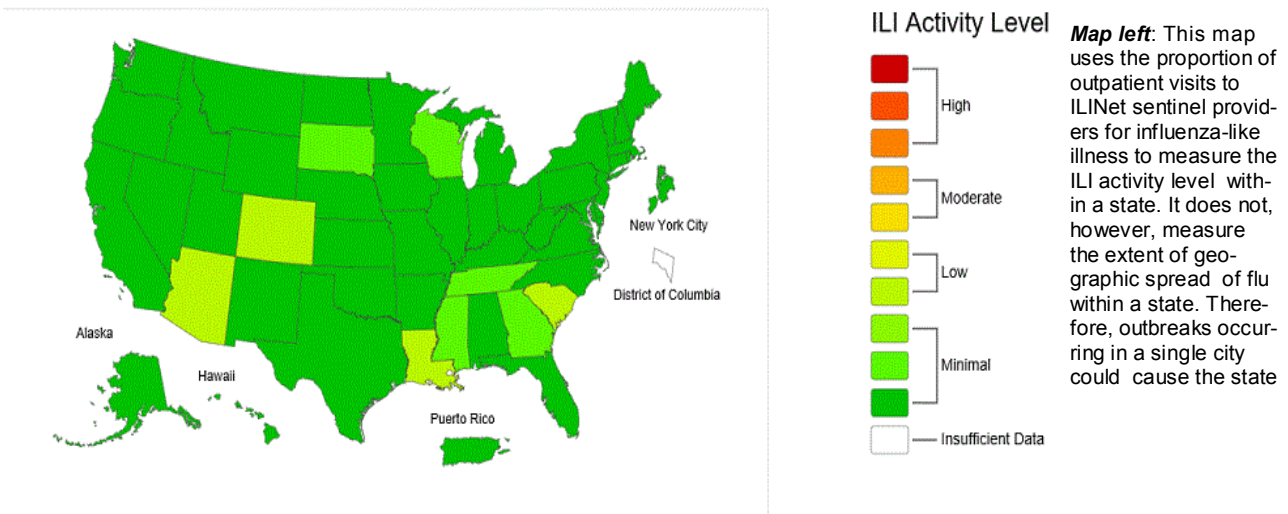 New York City
District of Columbia
Alaska
Hawaii
Puerto Rico
ILI Activity Level
High
Moderate
Low
Minimal
Insufficient Data
Map left: This map
uses the proportion of
outpatient visits to
ILINet sentinel provid-
ers for influenza-like
illness to measure the
ILI activity level with-
in a state. It does not,
however, measure
the extent of geo-
graphic spread of flu
within a state. There-
fore, outbreaks occur-
ring in a single city
could cause the state